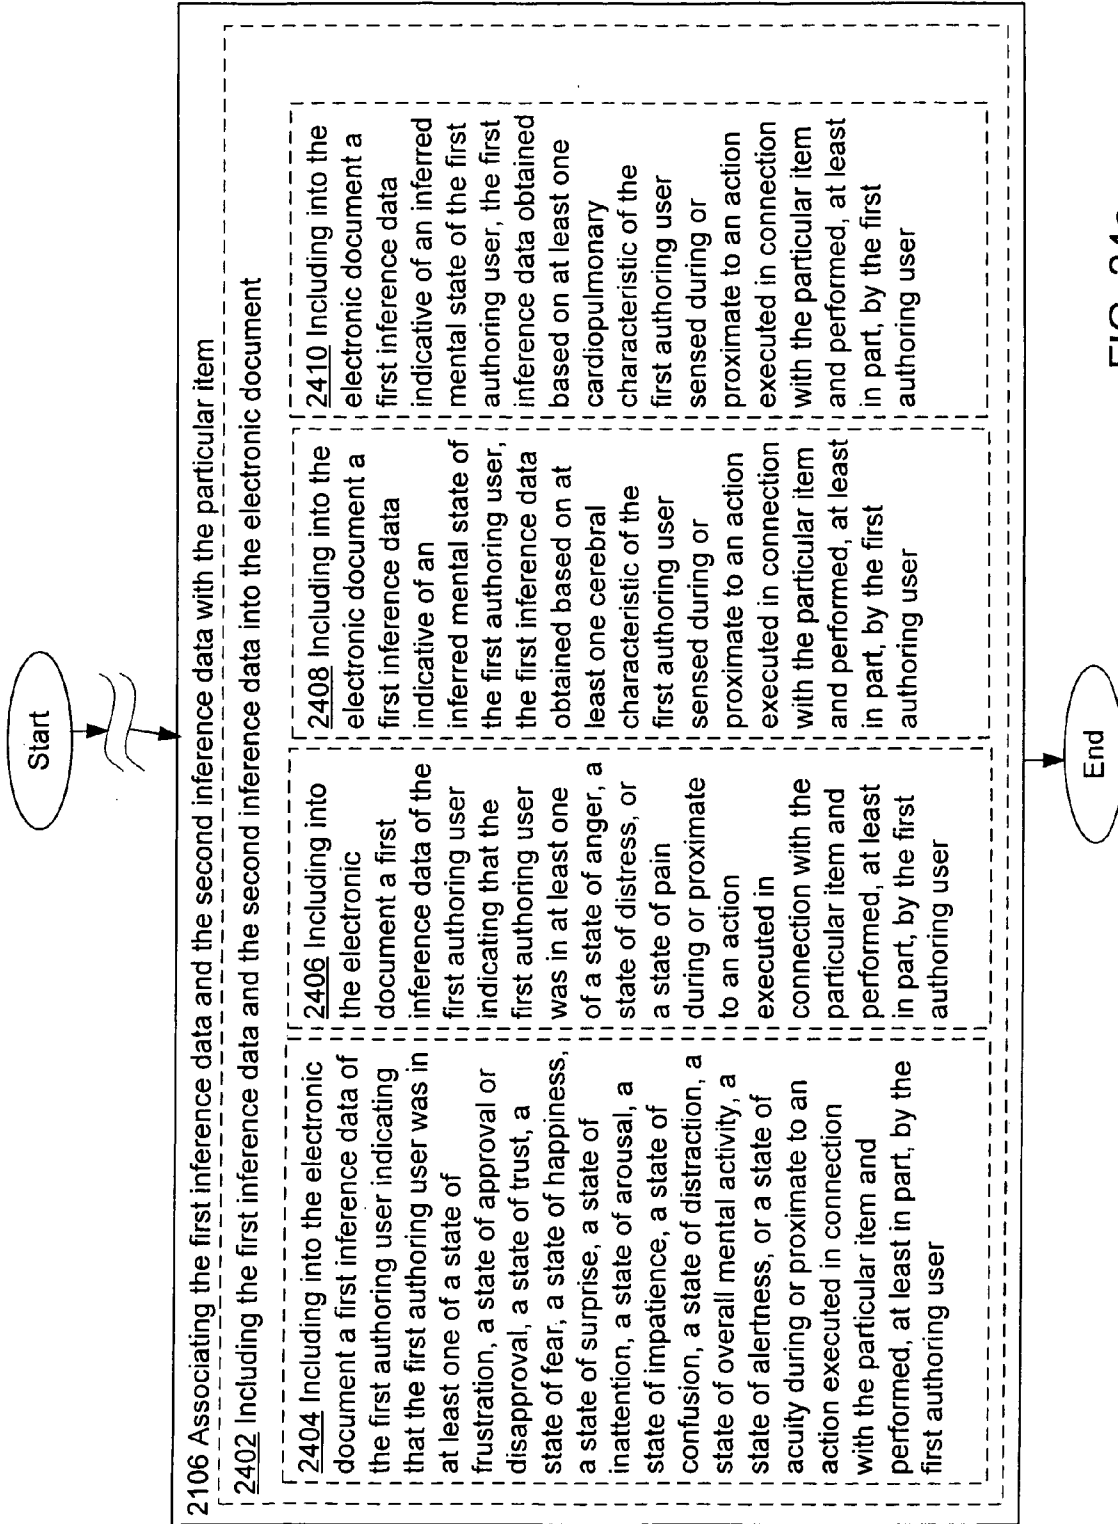 Start
2106 Associating the first inference data and the second inference data with the particular item
2402 Including the first inference data and the second inference data into the electronic document
2404 Including into the electronic
document a first inference data of
the first authoring user indicating
that the first authoring user was in
at least one of a state of
frustration, a state of approval or
disapproval, a state of trust, a
state of fear, a state of happiness,
a state of surprise, a state of
inattention, a state of arousal, a
state of impatience, a state of
confusion, a state of distraction, a
state of overall mental activity, a
state of alertness, or a state of
acuity during or proximate to an
action executed in connection
with the particular item and
performed, at least in part, by the
first authoring user
2406 Including into
the electronic
document a first
inference data of the
first authoring user
indicating that the
first authoring user
was in at least one
of a state of anger, a
state of distress, or
a state of pain
during or proximate
to an action
executed in
connection with the
particular item and
performed, at least
in part, by the first
authoring user
2408 Including into the
electronic document a
first inference data
indicative of an
inferred mental state of
the first authoring user,
the first inference data
obtained based on at
least one cerebral
characteristic of the
first authoring user
sensed during or
proximate to an action
executed in connection
with the particular item
and performed, at least
in part, by the first
authoring user
2410 Including into the
electronic document a
first inference data
indicative of an inferred
mental state of the first
authoring user, the first
inference data obtained
based on at least one
cardiopulmonary
characteristic of the
first authoring user
sensed during or
proximate to an action
executed in connection
with the particular item
and performed, at least
in part, by the first
authoring user
End